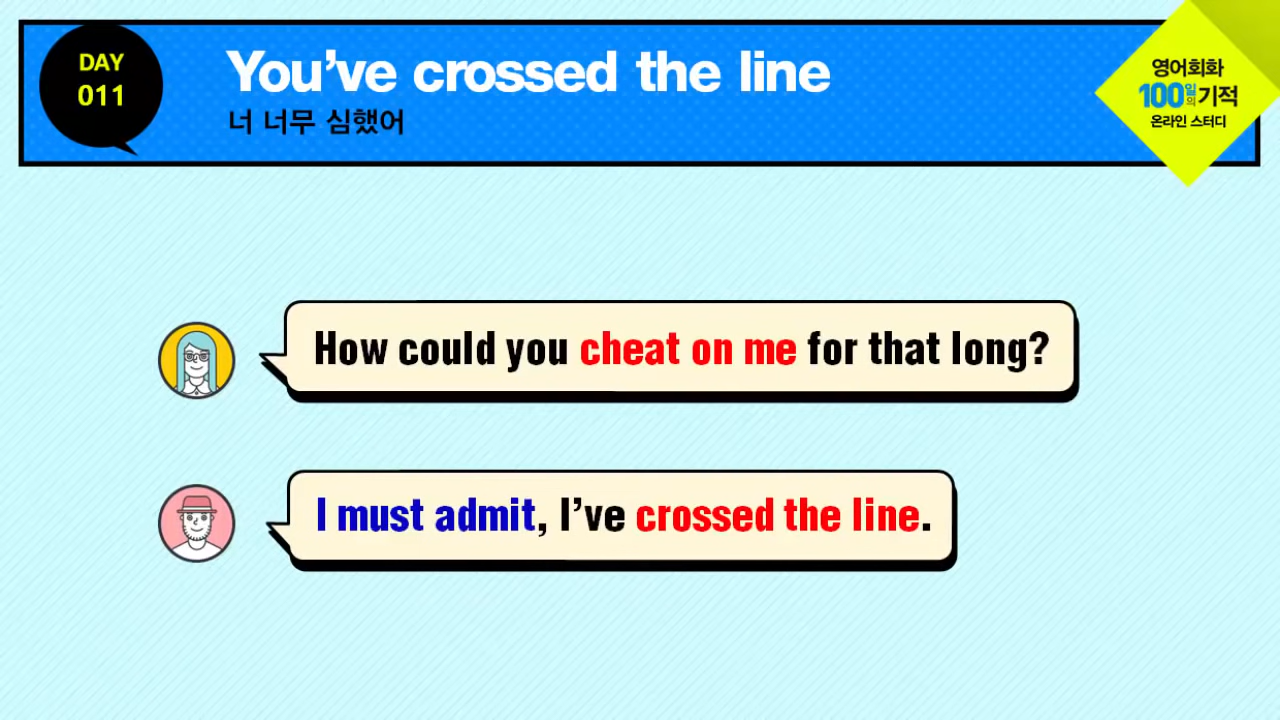 DAY
011
You've crossed the line
너 너무 심했어
영어회화
100일의 기적
온라인 스터디
How could you cheat on me for that long?
I must admit, I've crossed the line.